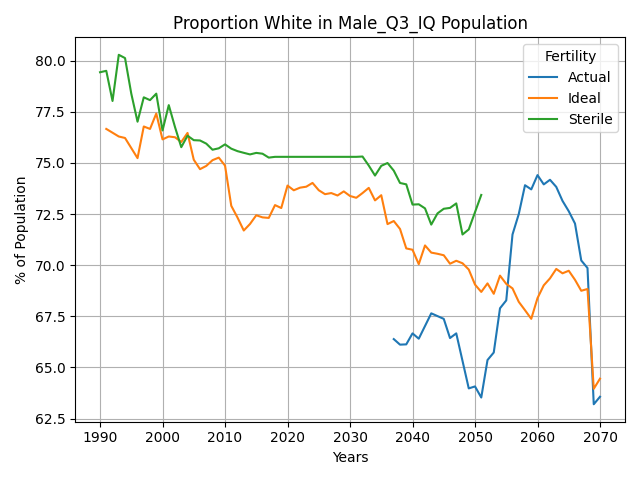 Proportion White in Male_Q3_IQ Population
Fertility
Actual
Ideal
Sterile
% of Population
80.0
77.5
75.0
72.5
70.0
67.5
65.0
62.5
1990
2000
2010
2020
2030
2040
2050
2060
2070
Years